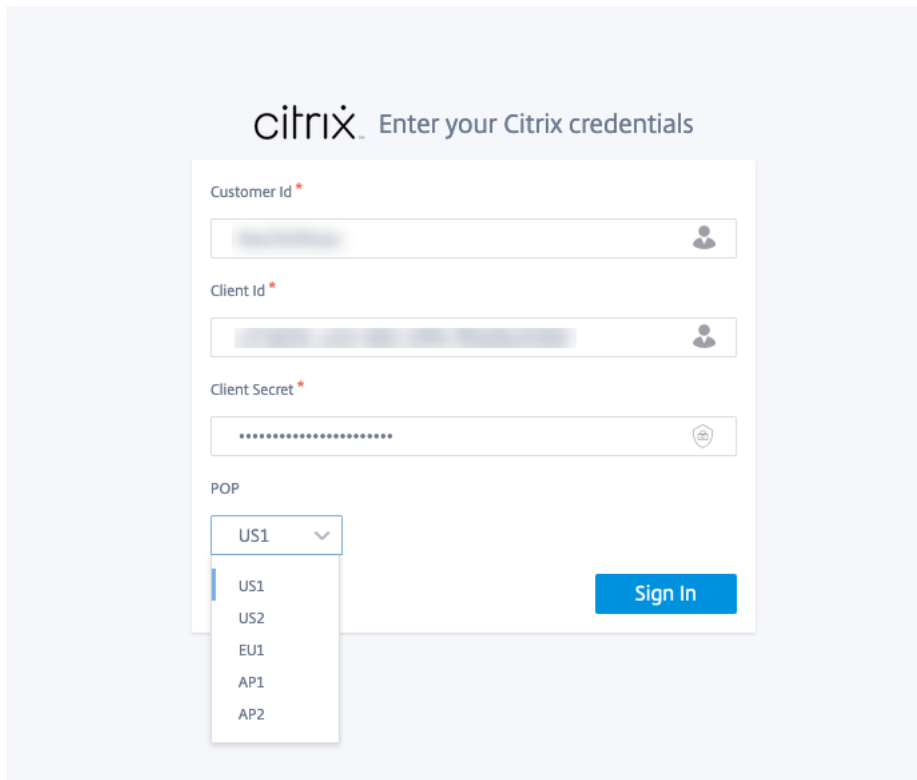 citrix™ Enter your Citrix credentials
Customer Id *
Client Id *
Client Secret *
•••••••••••••••••••••••
POP
US1
US1
Sign In
US2
EU1
AP1
AP2